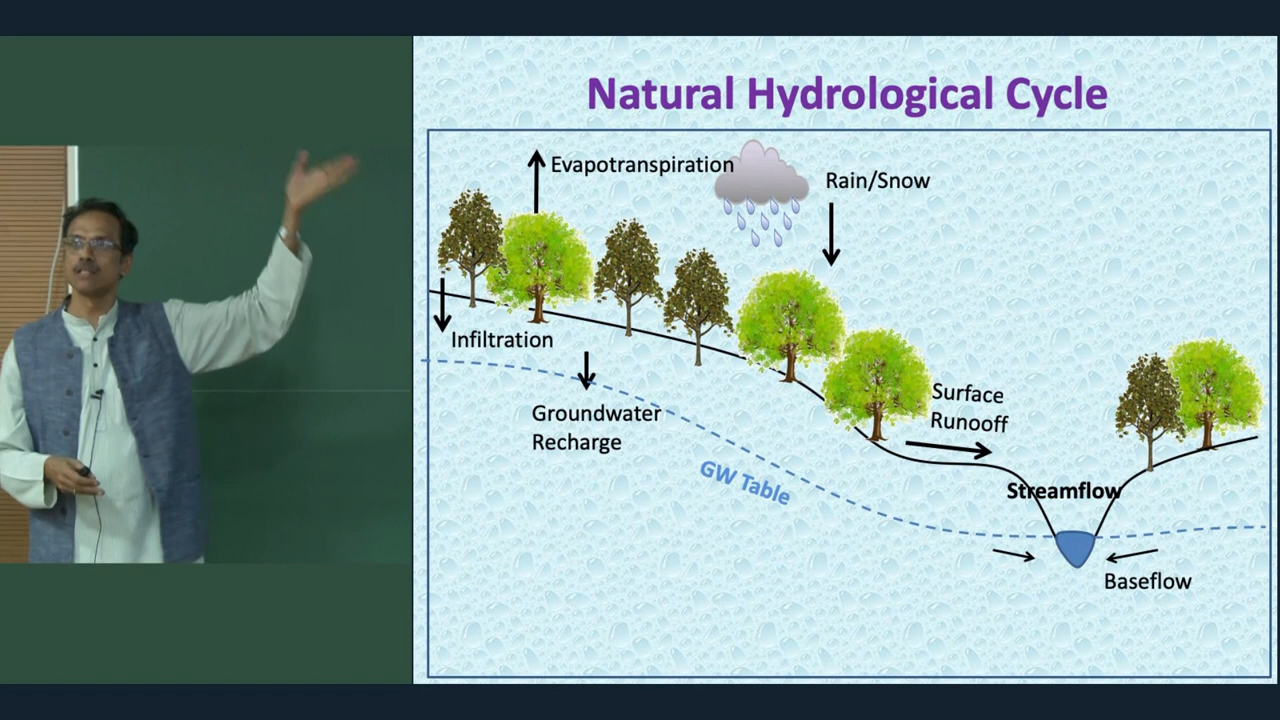 Natural Hydrological Cycle
Evapotranspiration
Rain/Snow
Infiltration
Groundwater
Recharge
Surface
Runooff
GW Table
Streamflow
Baseflow